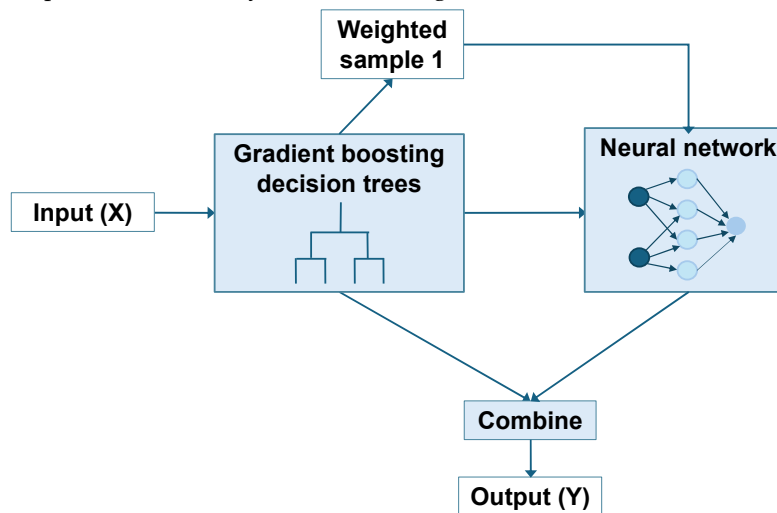 Weighted
sample 1
Gradient boosting
decision trees
Neural network
Input (X)
Combine
Output (Y)